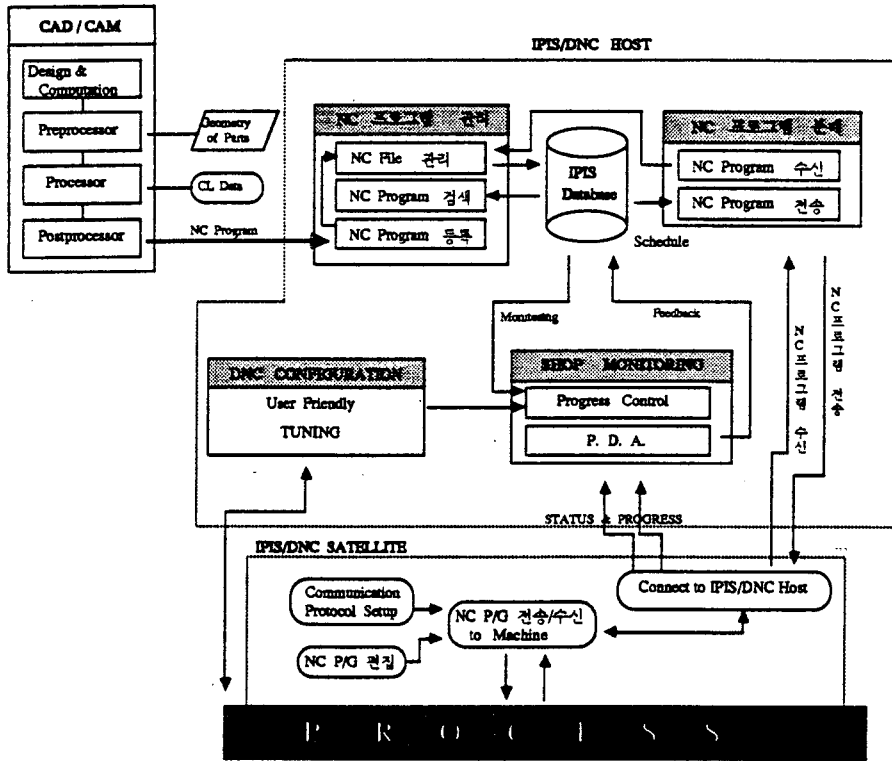 CAD / CAM
Design &
Computation
Preprocessor
Processor
Postprocessor
Geometry
of Parts
CL Data
NC Program
IPIS/DNC HOST
NC 프로그램 관리
NC File 관리
NC Program 검색
NC Program 등록
IPIS
Database
Schedule
NC 프로그램 분배
NC Program 수신
NC Program 전송
Monitoring
Feedback
NC프로그램 수신
NC프로그램 전송
DNC CONFIGURATION
User Friendly
TUNING
SHOP MONITORING
Progress Control
P. D. A.
STATUS & PROGRESS
IPIS/DNC SATELLITE
Communication
Protocol Setup
NC P/G 편집
NC P/G 전송/수신
to Machine
Connect to IPIS/DNC Host
P R O C E S S